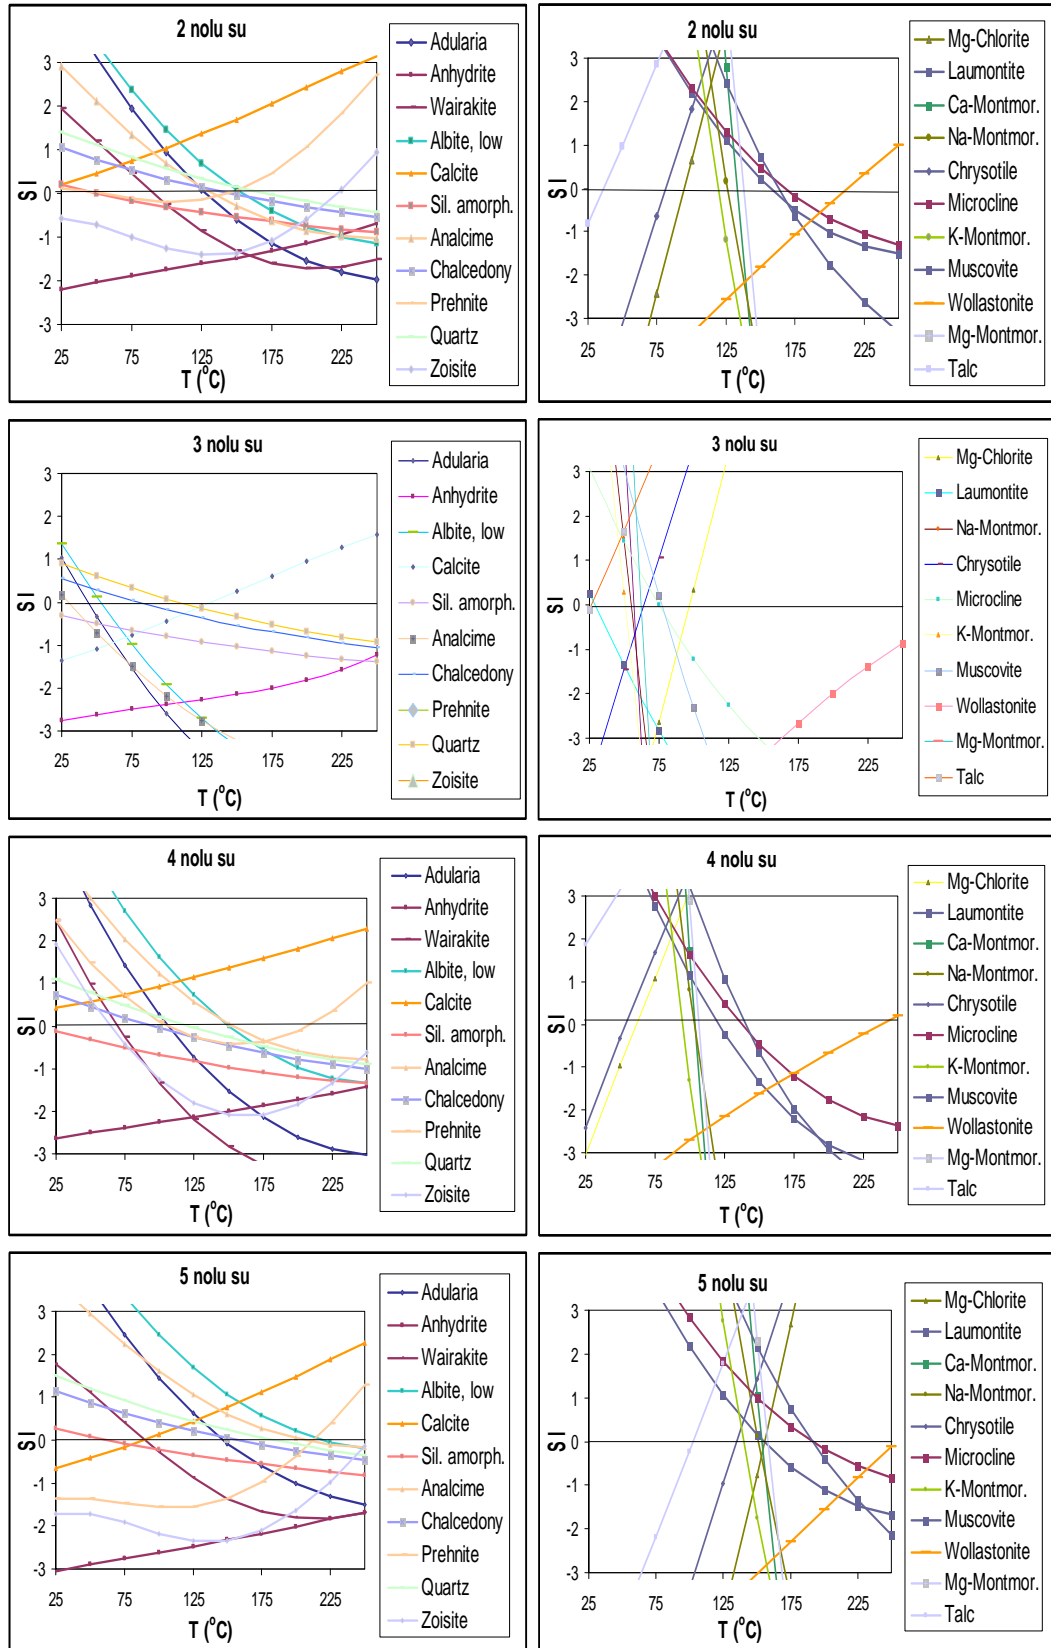 2 nolu su
3
2
1
0
-1
-2
-3
SI
25 75 125 175 225
T (°C)
Adularia
Anhydrite
Wairakite
Albite, low
Calcite
Sil. amorph.
Analcime
Chalcedony
Prehnite
Quartz
Zoisite
2 nolu su
3
2
1
0
-1
-2
-3
SI
25 75 125 175 225
T (°C)
Mg-Chlorite
Laumontite
Ca-Montmor.
Na-Montmor.
Chrysotile
Microcline
K-Montmor.
Muscovite
Wollastonite
Mg-Montmor.
Talc
3 nolu su
3
2
1
0
-1
-2
-3
SI
25 75 125 175 225
T (°C)
Adularia
Anhydrite
Albite, low
Calcite
Sil. amorph.
Analcime
Chalcedony
Prehnite
Quartz
Zoisite
3 nolu su
3
2
1
0
-1
-2
-3
SI
25 75 125 175 225
T (°C)
Mg-Chlorite
Laumontite
Na-Montmor.
Chrysotile
Microcline
K-Montmor.
Muscovite
Wollastonite
Mg-Montmor.
Talc
4 nolu su
3
2
1
0
-1
-2
-3
SI
25 75 125 175 225
T (°C)
Adularia
Anhydrite
Wairakite
Albite, low
Calcite
Sil. amorph.
Analcime
Chalcedony
Prehnite
Quartz
Zoisite
4 nolu su
3
2
1
0
-1
-2
-3
SI
25 75 125 175 225
T (°C)
Mg-Chlorite
Laumontite
Ca-Montmor.
Na-Montmor.
Chrysotile
Microcline
K-Montmor.
Muscovite
Wollastonite
Mg-Montmor.
Talc
5 nolu su
3
2
1
0
-1
-2
-3
SI
25 75 125 175 225
T (°C)
Adularia
Anhydrite
Wairakite
Albite, low
Calcite
Sil. amorph.
Analcime
Chalcedony
Prehnite
Quartz
Zoisite
5 nolu su
3
2
1
0
-1
-2
-3
SI
25 75 125 175 225
T (°C)
Mg-Chlorite
Laumontite
Ca-Montmor.
Na-Montmor.
Chrysotile
Microcline
K-Montmor.
Muscovite
Wollastonite
Mg-Montmor.
Talc